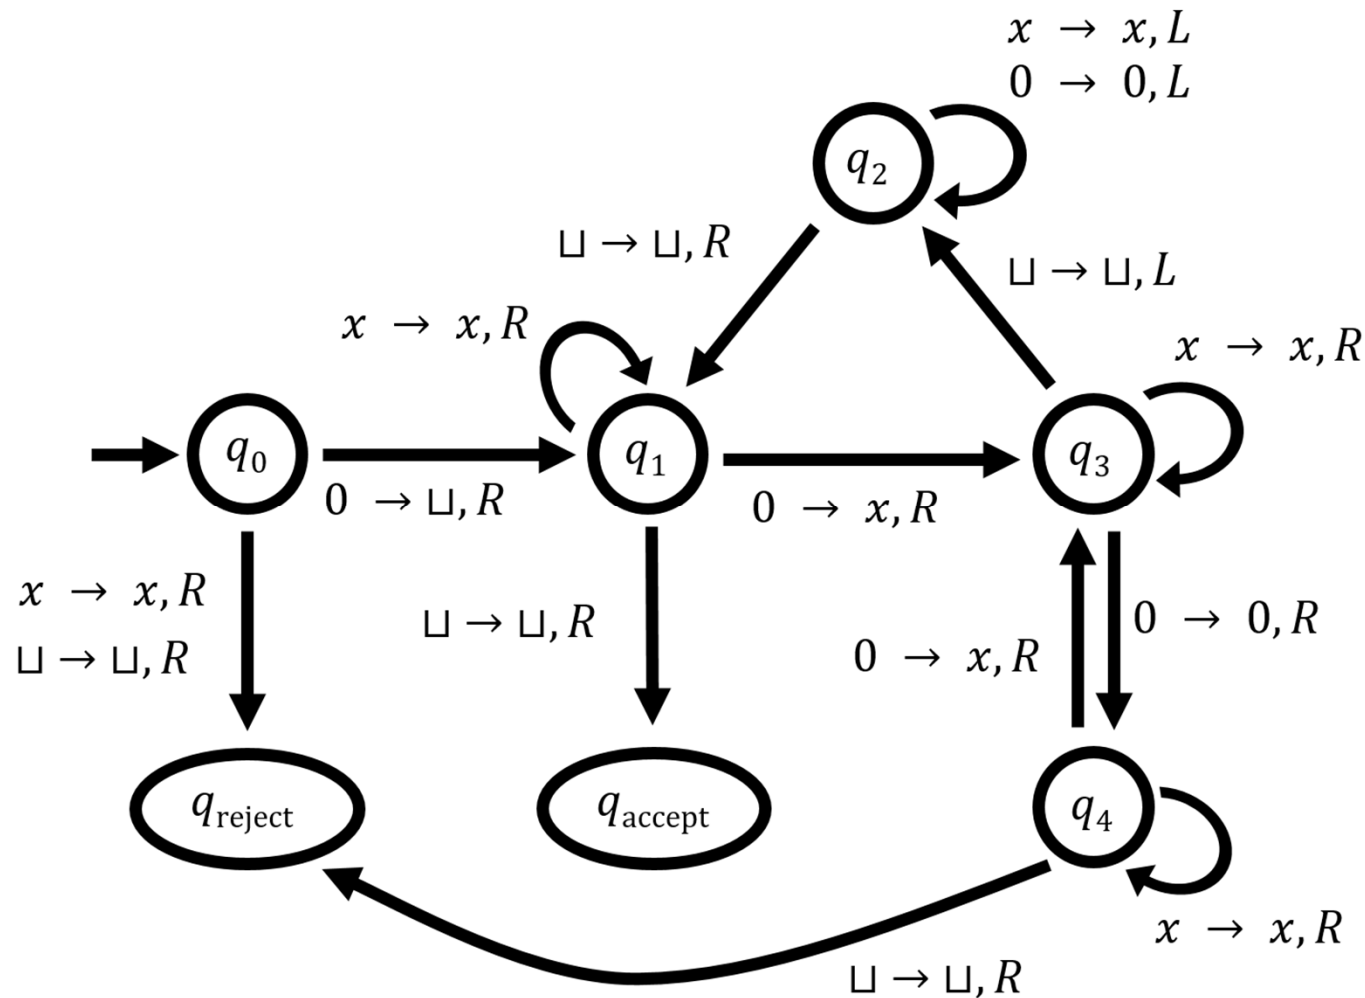 x → x, L
0 → 0, L
q2
⊔ → ⊔, R
⊔ → ⊔, L
x → x, R
x → x, R
q0
q1
q3
0 → ⊔, R
0 → x, R
x → x, R
⊔ → ⊔, R
⊔ → ⊔, R
0 → x, R
0 → 0, R
qreject
qaccept
q4
x → x, R
⊔ → ⊔, R